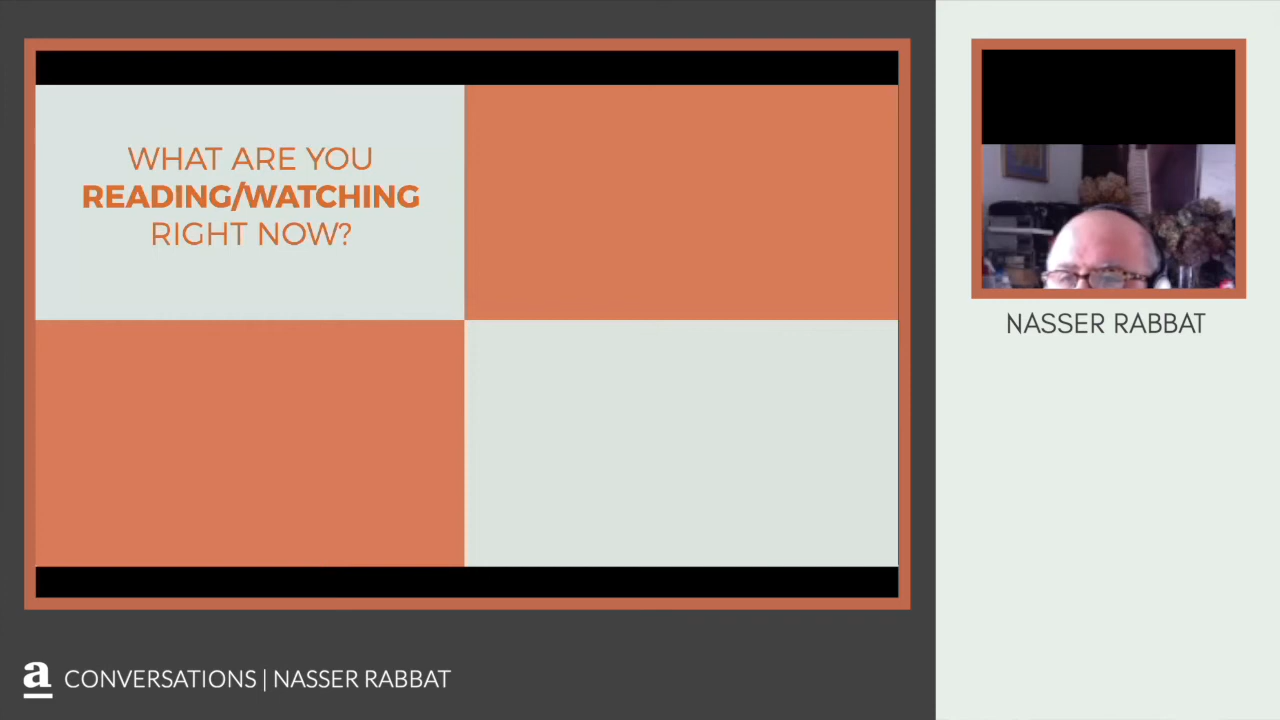 WHAT ARE YOU
READING/WATCHING
RIGHT NOW?
NASSER RABBAT
a CONVERSATIONS | NASSER RABBAT